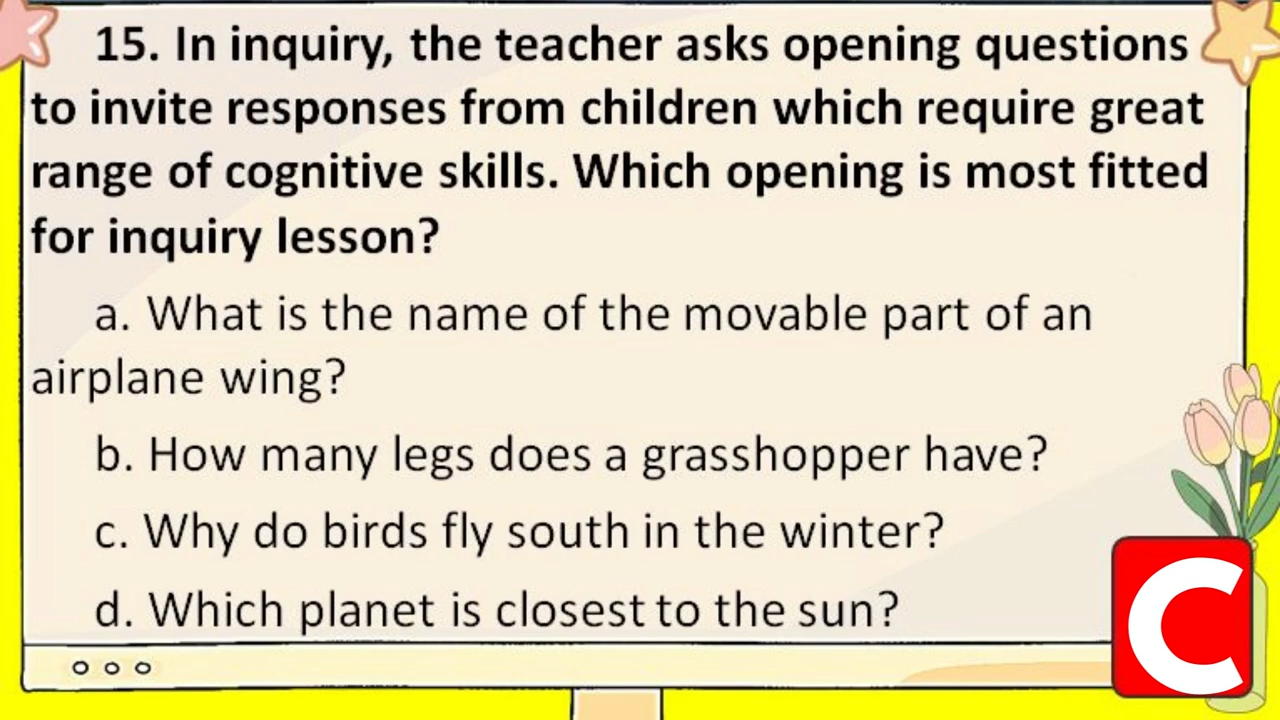 15. In inquiry, the teacher asks opening questions
to invite responses from children which require great
range of cognitive skills. Which opening is most fitted
for inquiry lesson?
a. What is the name of the movable part of an
airplane wing?
b. How many legs does a grasshopper have?
c. Why do birds fly south in the winter?
d. Which planet is closest to the sun?
C